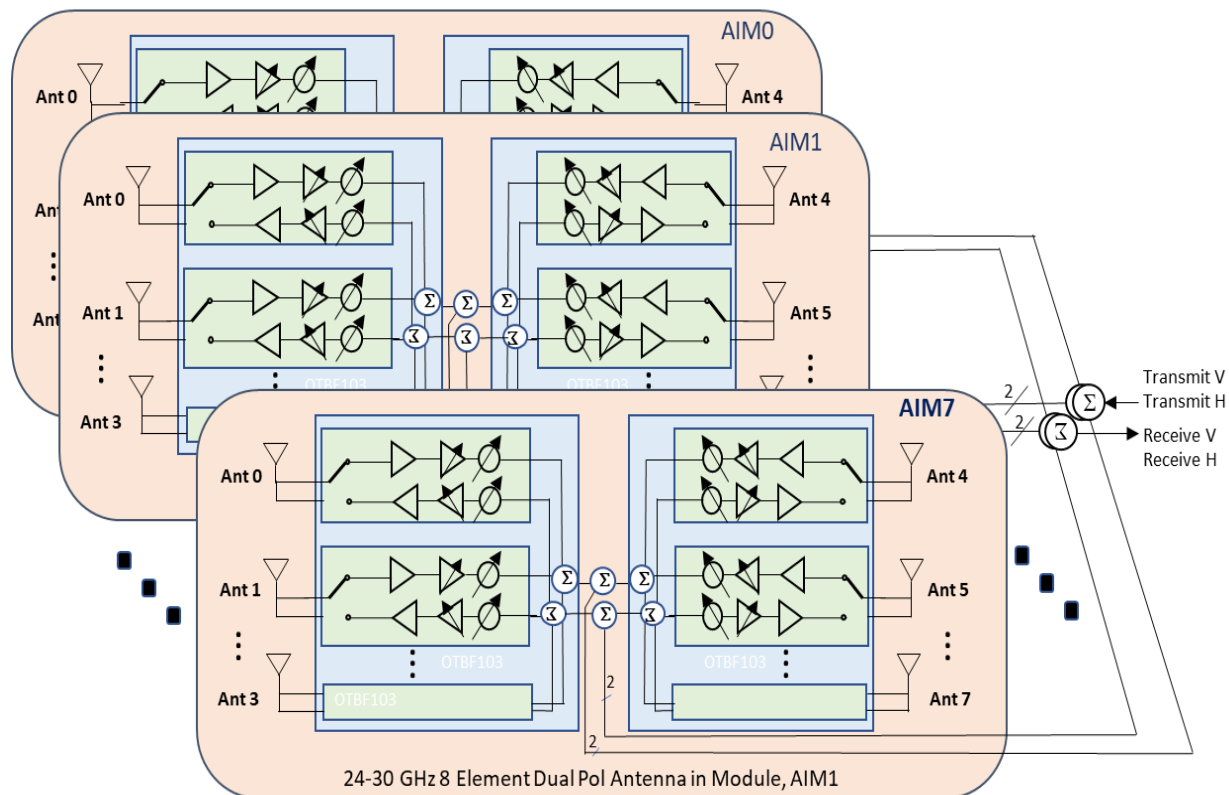 AIM0
Ant 0
Ant 4
AIM1
Ant
Ant 0
Ant 4
Ant
Ant 1
Ant 5
Σ
Σ
Σ
Σ
Σ
Σ
OTBF103
OTBF103
Ant 3
AIM7
2
Σ
Transmit V
Transmit H
2
Σ
Receive V
Receive H
Ant 0
Ant 4
Ant 1
Σ
Σ
Σ
Ant 5
Σ
Σ
Σ
OTBF103
OTBF103
Ant 3
OTBF103
2
Ant 7
2
24-30 GHz 8 Element Dual Pol Antenna in Module, AIM1